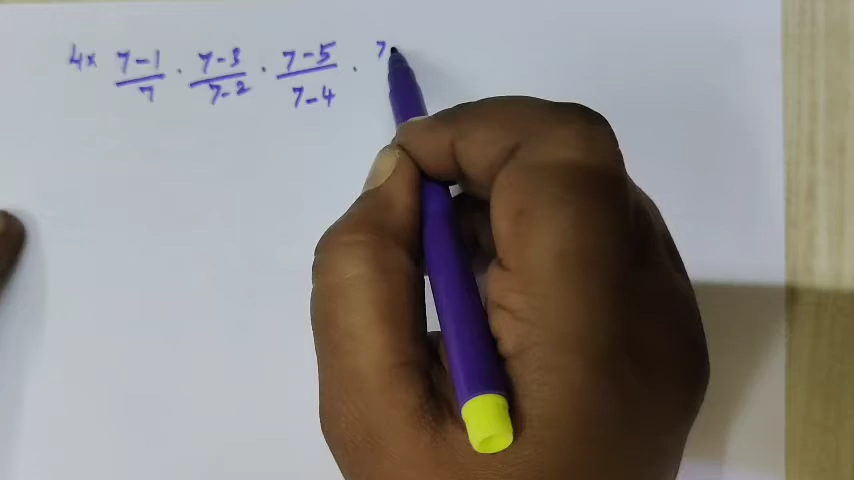 4× (7-1)/7 · (7-3)/(7-2) · (7-5)/(7-4) · 7